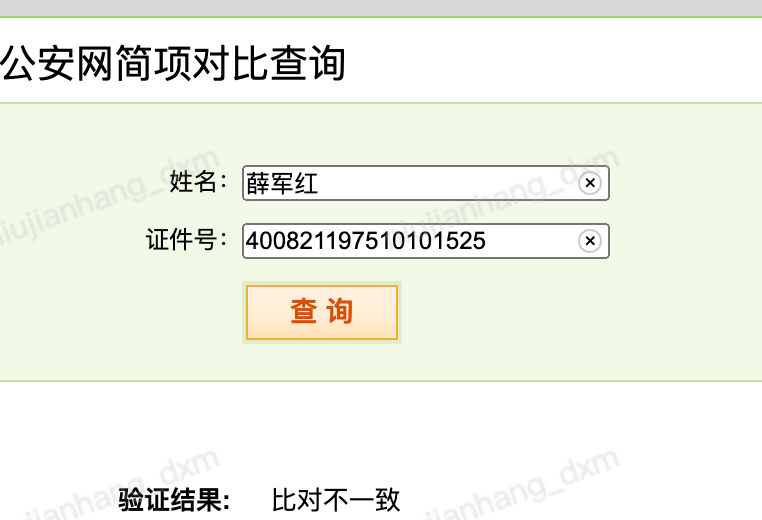 公安网简项对比查询
姓名：薛军红
证件号：400821197510101525
查 询
验证结果: 比对不一致
liujianhang_dxm
liujianhang_dxm
liujianhang_dxm
liujianhang_dxm